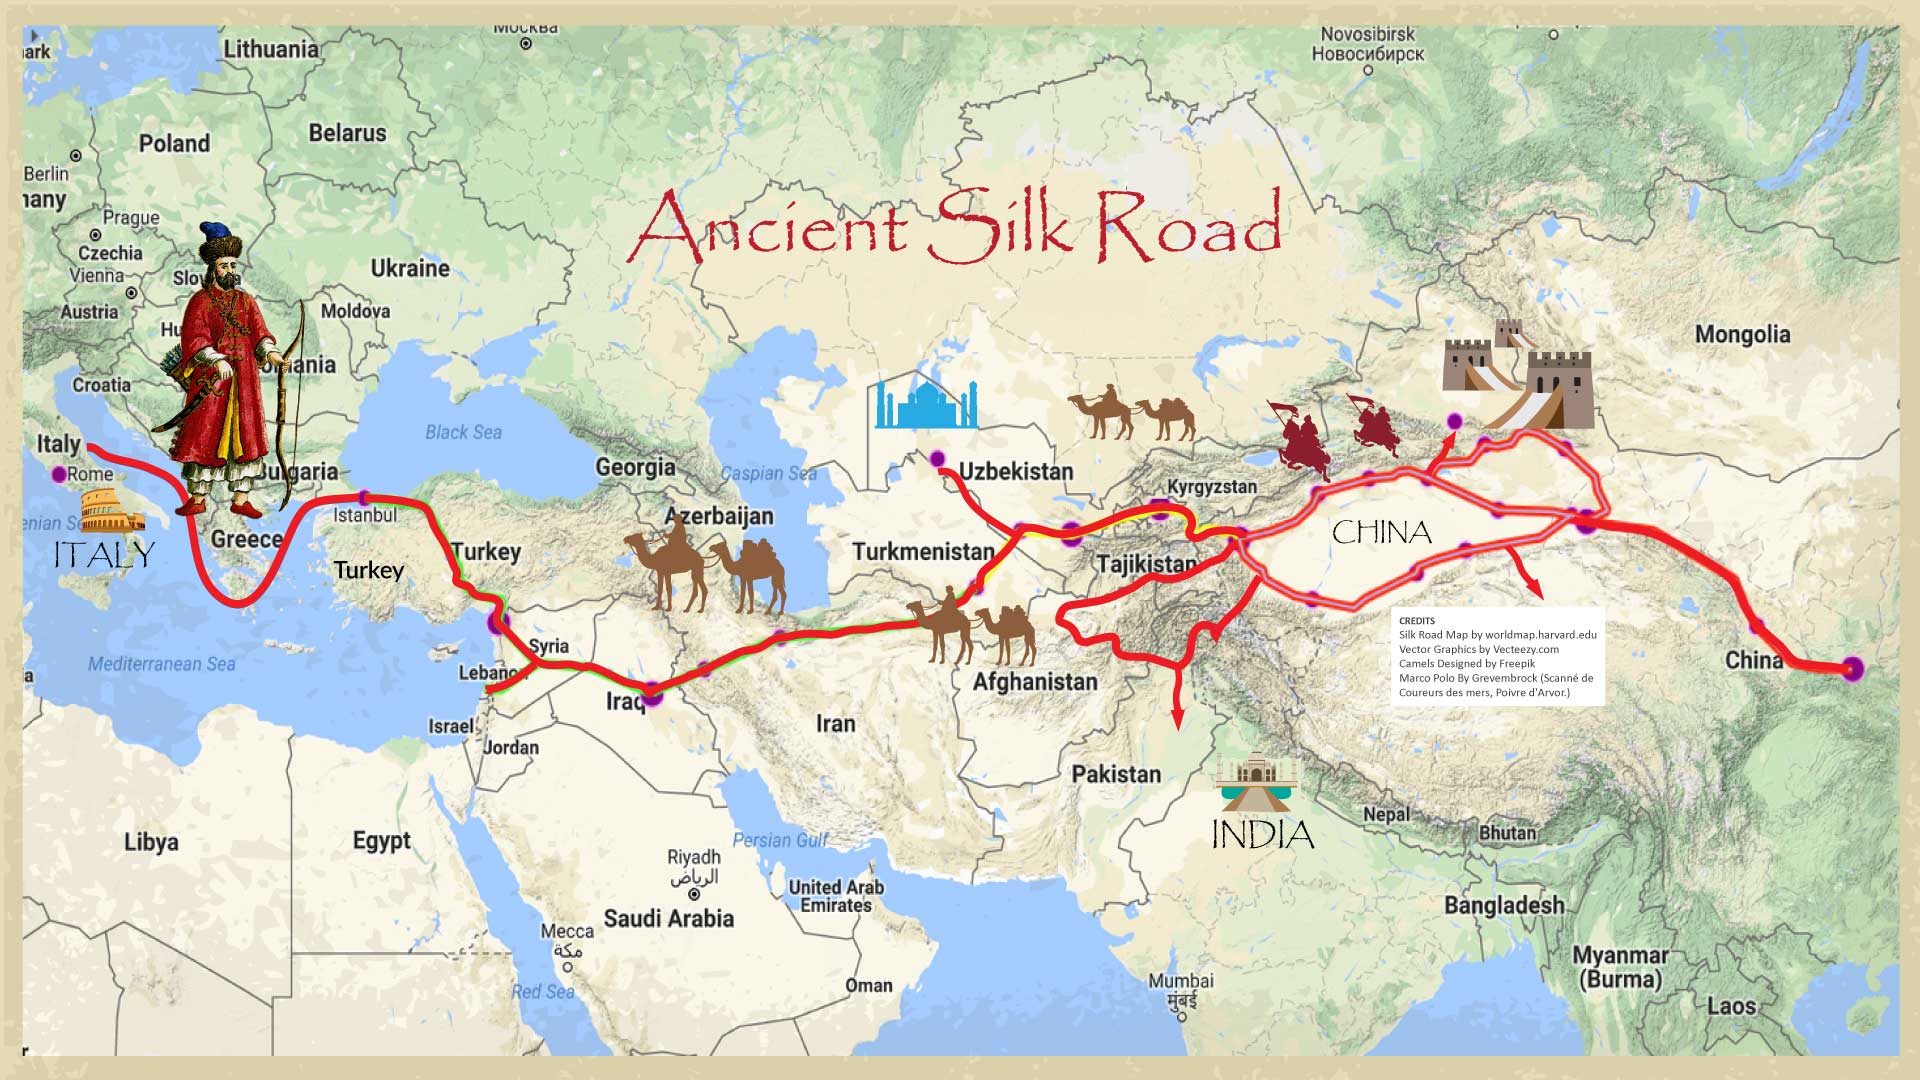 ark
Lithuania
Москва
Novosibirsk
Новосибирск
Poland
Belarus
Berlin
many
Prague
Czechia
Vienna
Ukraine
Austria
Moldova
Croatia
Ancient Silk Road
Mongolia
Italy
Rome
Black Sea
Bulgaria
Georgia
Caspian Sea
Uzbekistan
Kyrgyzstan
Istanbul
Azerbaijan
CHINA
ITALY
Greece
Turkey
Turkey
Turkmenistan
Tajikistan
CREDITS
Silk Road Map by worldmap.harvard.edu
Vector Graphics by Vecteezy.com
Camels Designed by Freepik
Marco Polo By Grevembrock (Scanné de
Coureurs des mers, Poivre d'Arvor.)
Mediterranean Sea
Syria
Lebanon
China
Iraq
Afghanistan
Israel
Jordan
Iran
Pakistan
INDIA
Nepal
Bhutan
Libya
Egypt
Persian Gulf
Riyadh
الرياض
United Arab
Emirates
Saudi Arabia
Bangladesh
Mecca
مكة
Myanmar
(Burma)
Red Sea
Oman
Mumbai
मुंबई
Laos